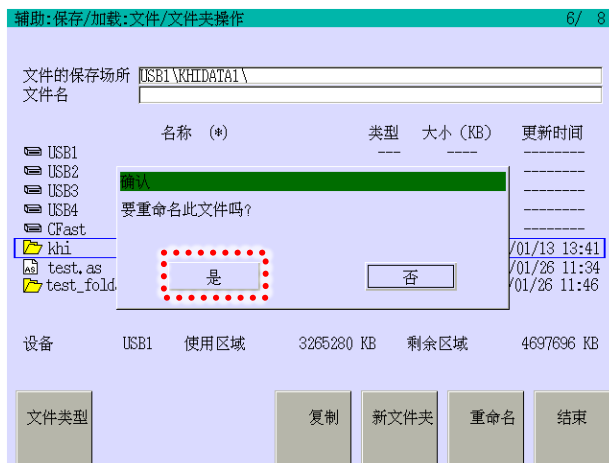 辅助:保存/加载:文件/文件夹操作 6/ 8
文件的保存场所 USB1\KHIDATA1\
文件名
名称 (*) 类型 大小 (KB) 更新时间
USB1 --- ---- --------
USB2 --------
USB3 --------
USB4 --------
CFast --------
khi /01/13 13:41
test.as /01/26 11:34
test_fold /01/26 11:46
确认
要重命名此文件吗?
是 否
设备 USB1 使用区域 3265280 KB 剩余区域 4697696 KB
文件类型 复制 新文件夹 重命名 结束